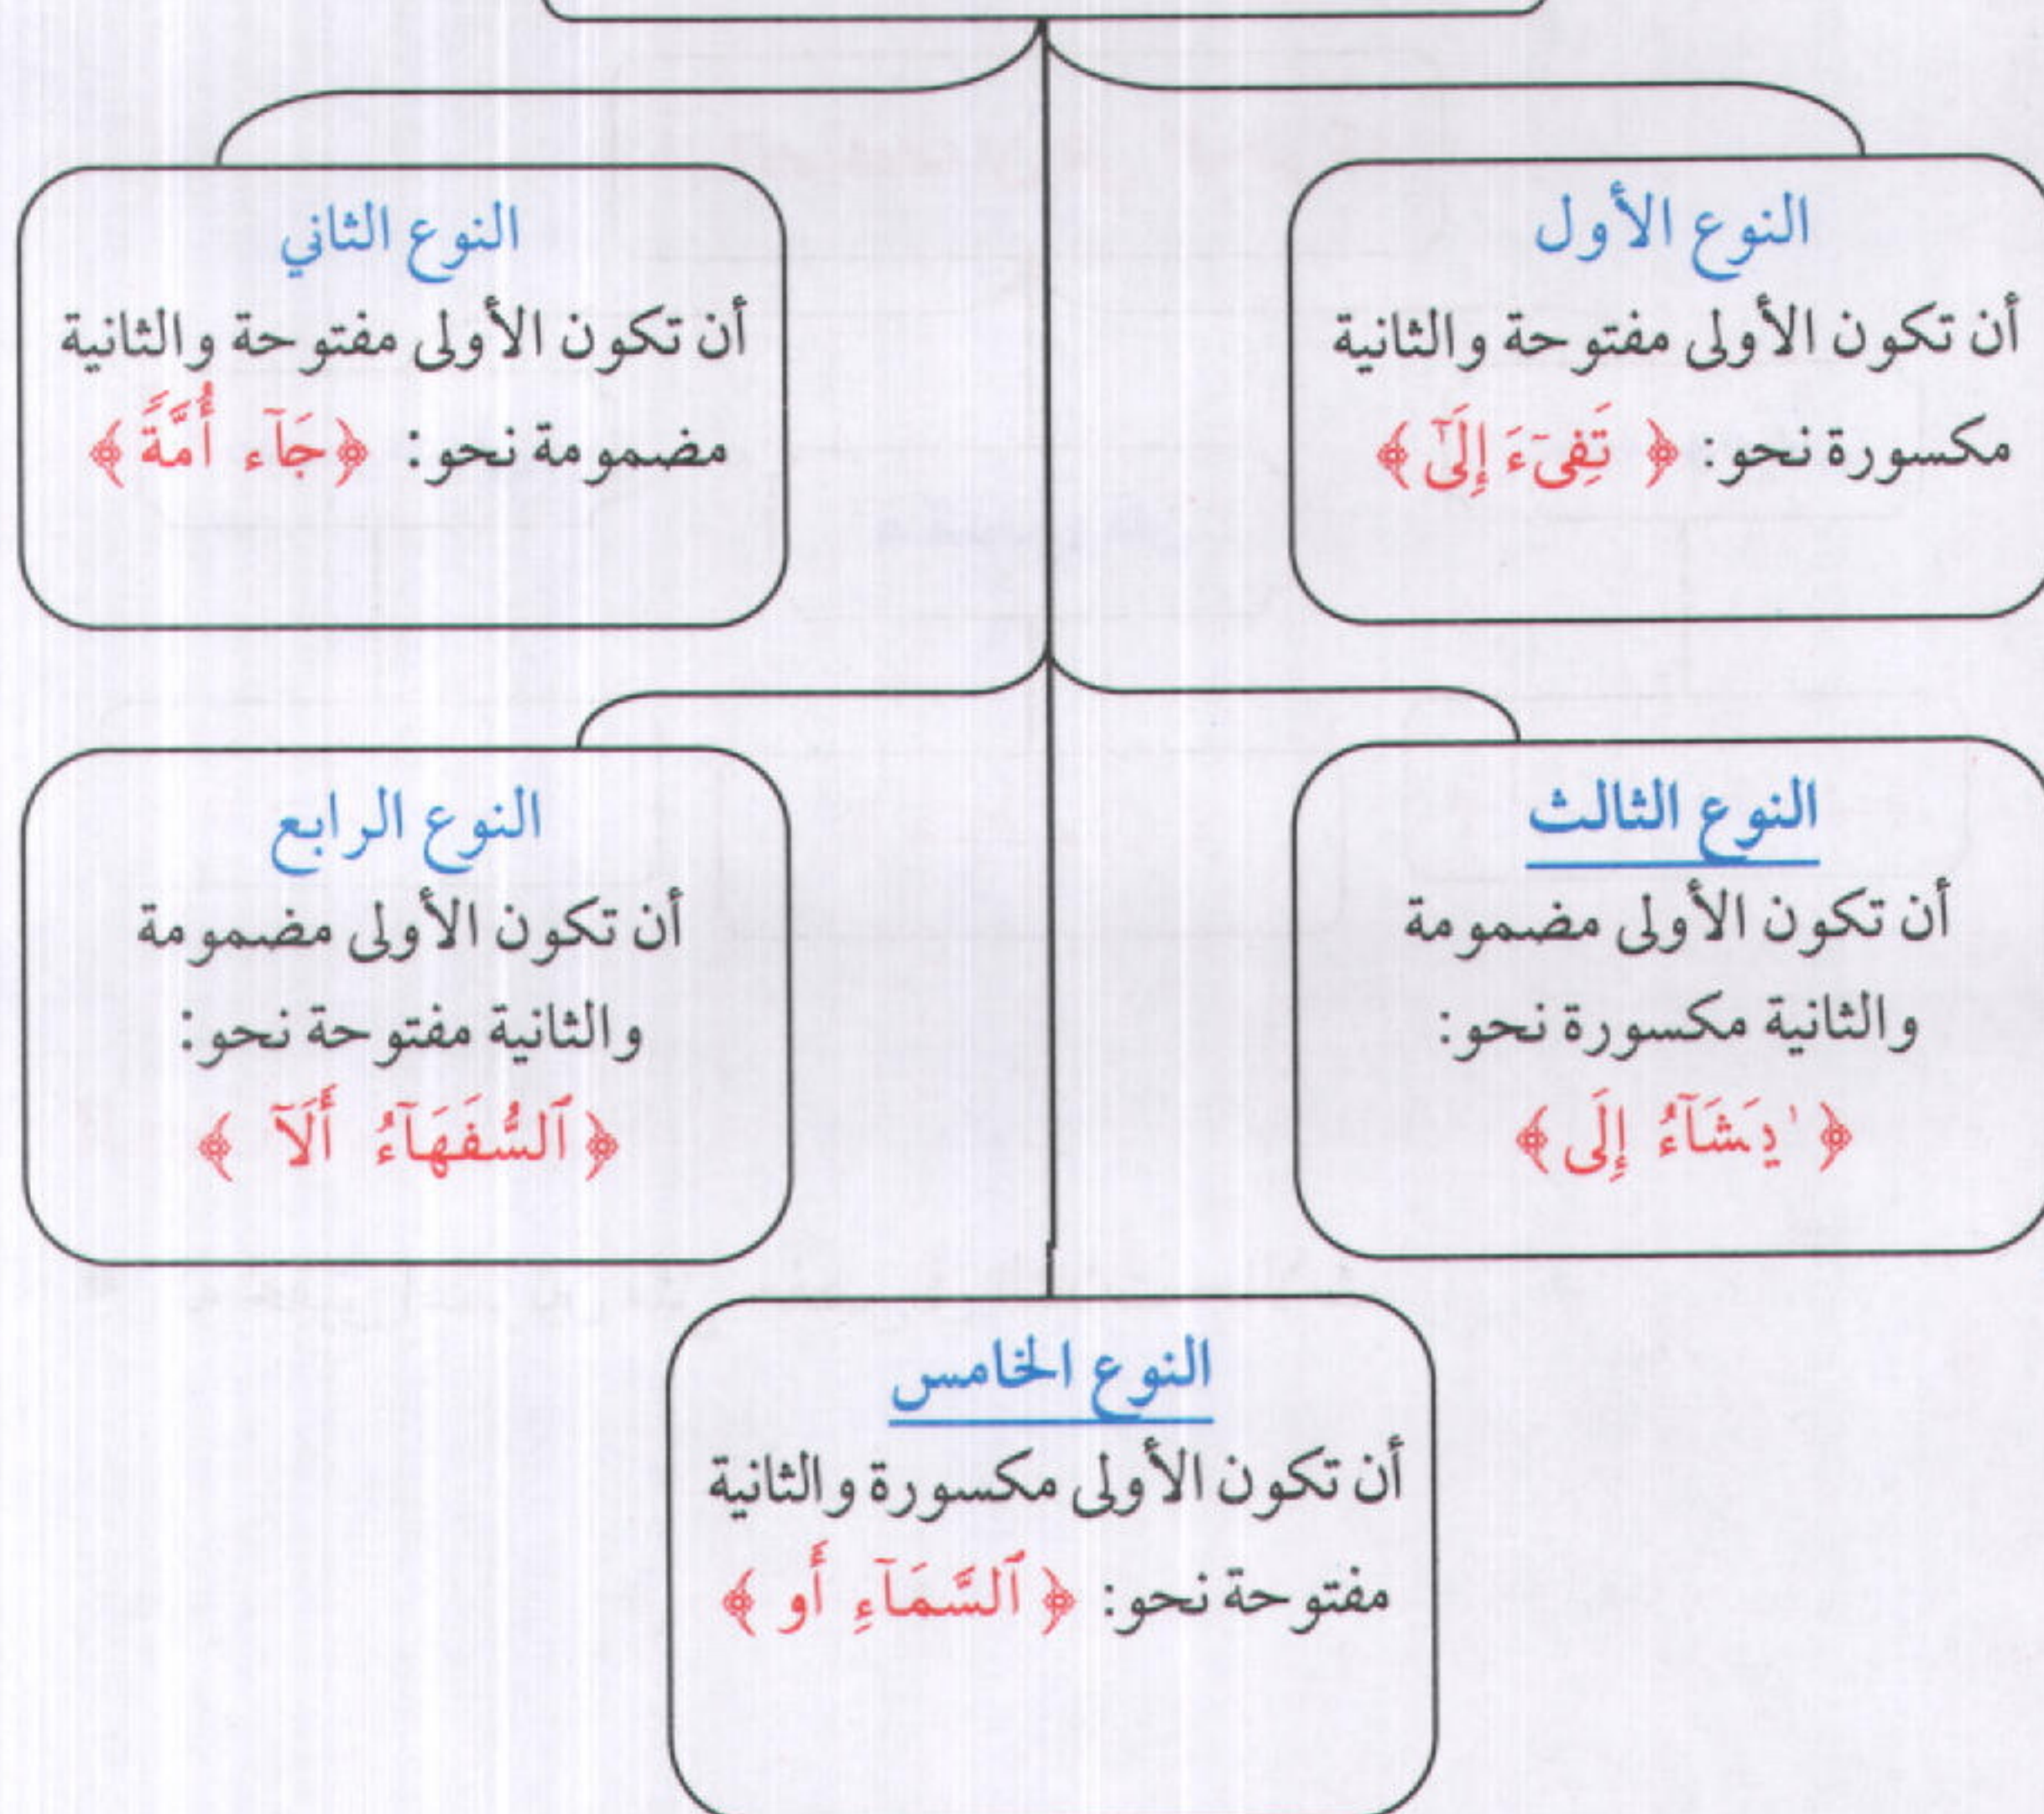 النوع الأول
أن تكون الأولى مفتوحة والثانية
مكسورة نحو: ﴿ تَفِىٓءَ إِلَىٰٓ ﴾
النوع الثاني
أن تكون الأولى مفتوحة والثانية
مضمومة نحو: ﴿جَآء أُمَّةً ﴾
النوع الثالث
أن تكون الأولى مضمومة
والثانية مكسورة نحو:
﴿ يَشَآءُ إِلَى ﴾
النوع الرابع
أن تكون الأولى مضمومة
والثانية مفتوحة نحو:
﴿ ٱلسُّفَهَآءُ أَلَآ ﴾
النوع الخامس
أن تكون الأولى مكسورة والثانية
مفتوحة نحو: ﴿ ٱلسَّمَآءِ أَو ﴾